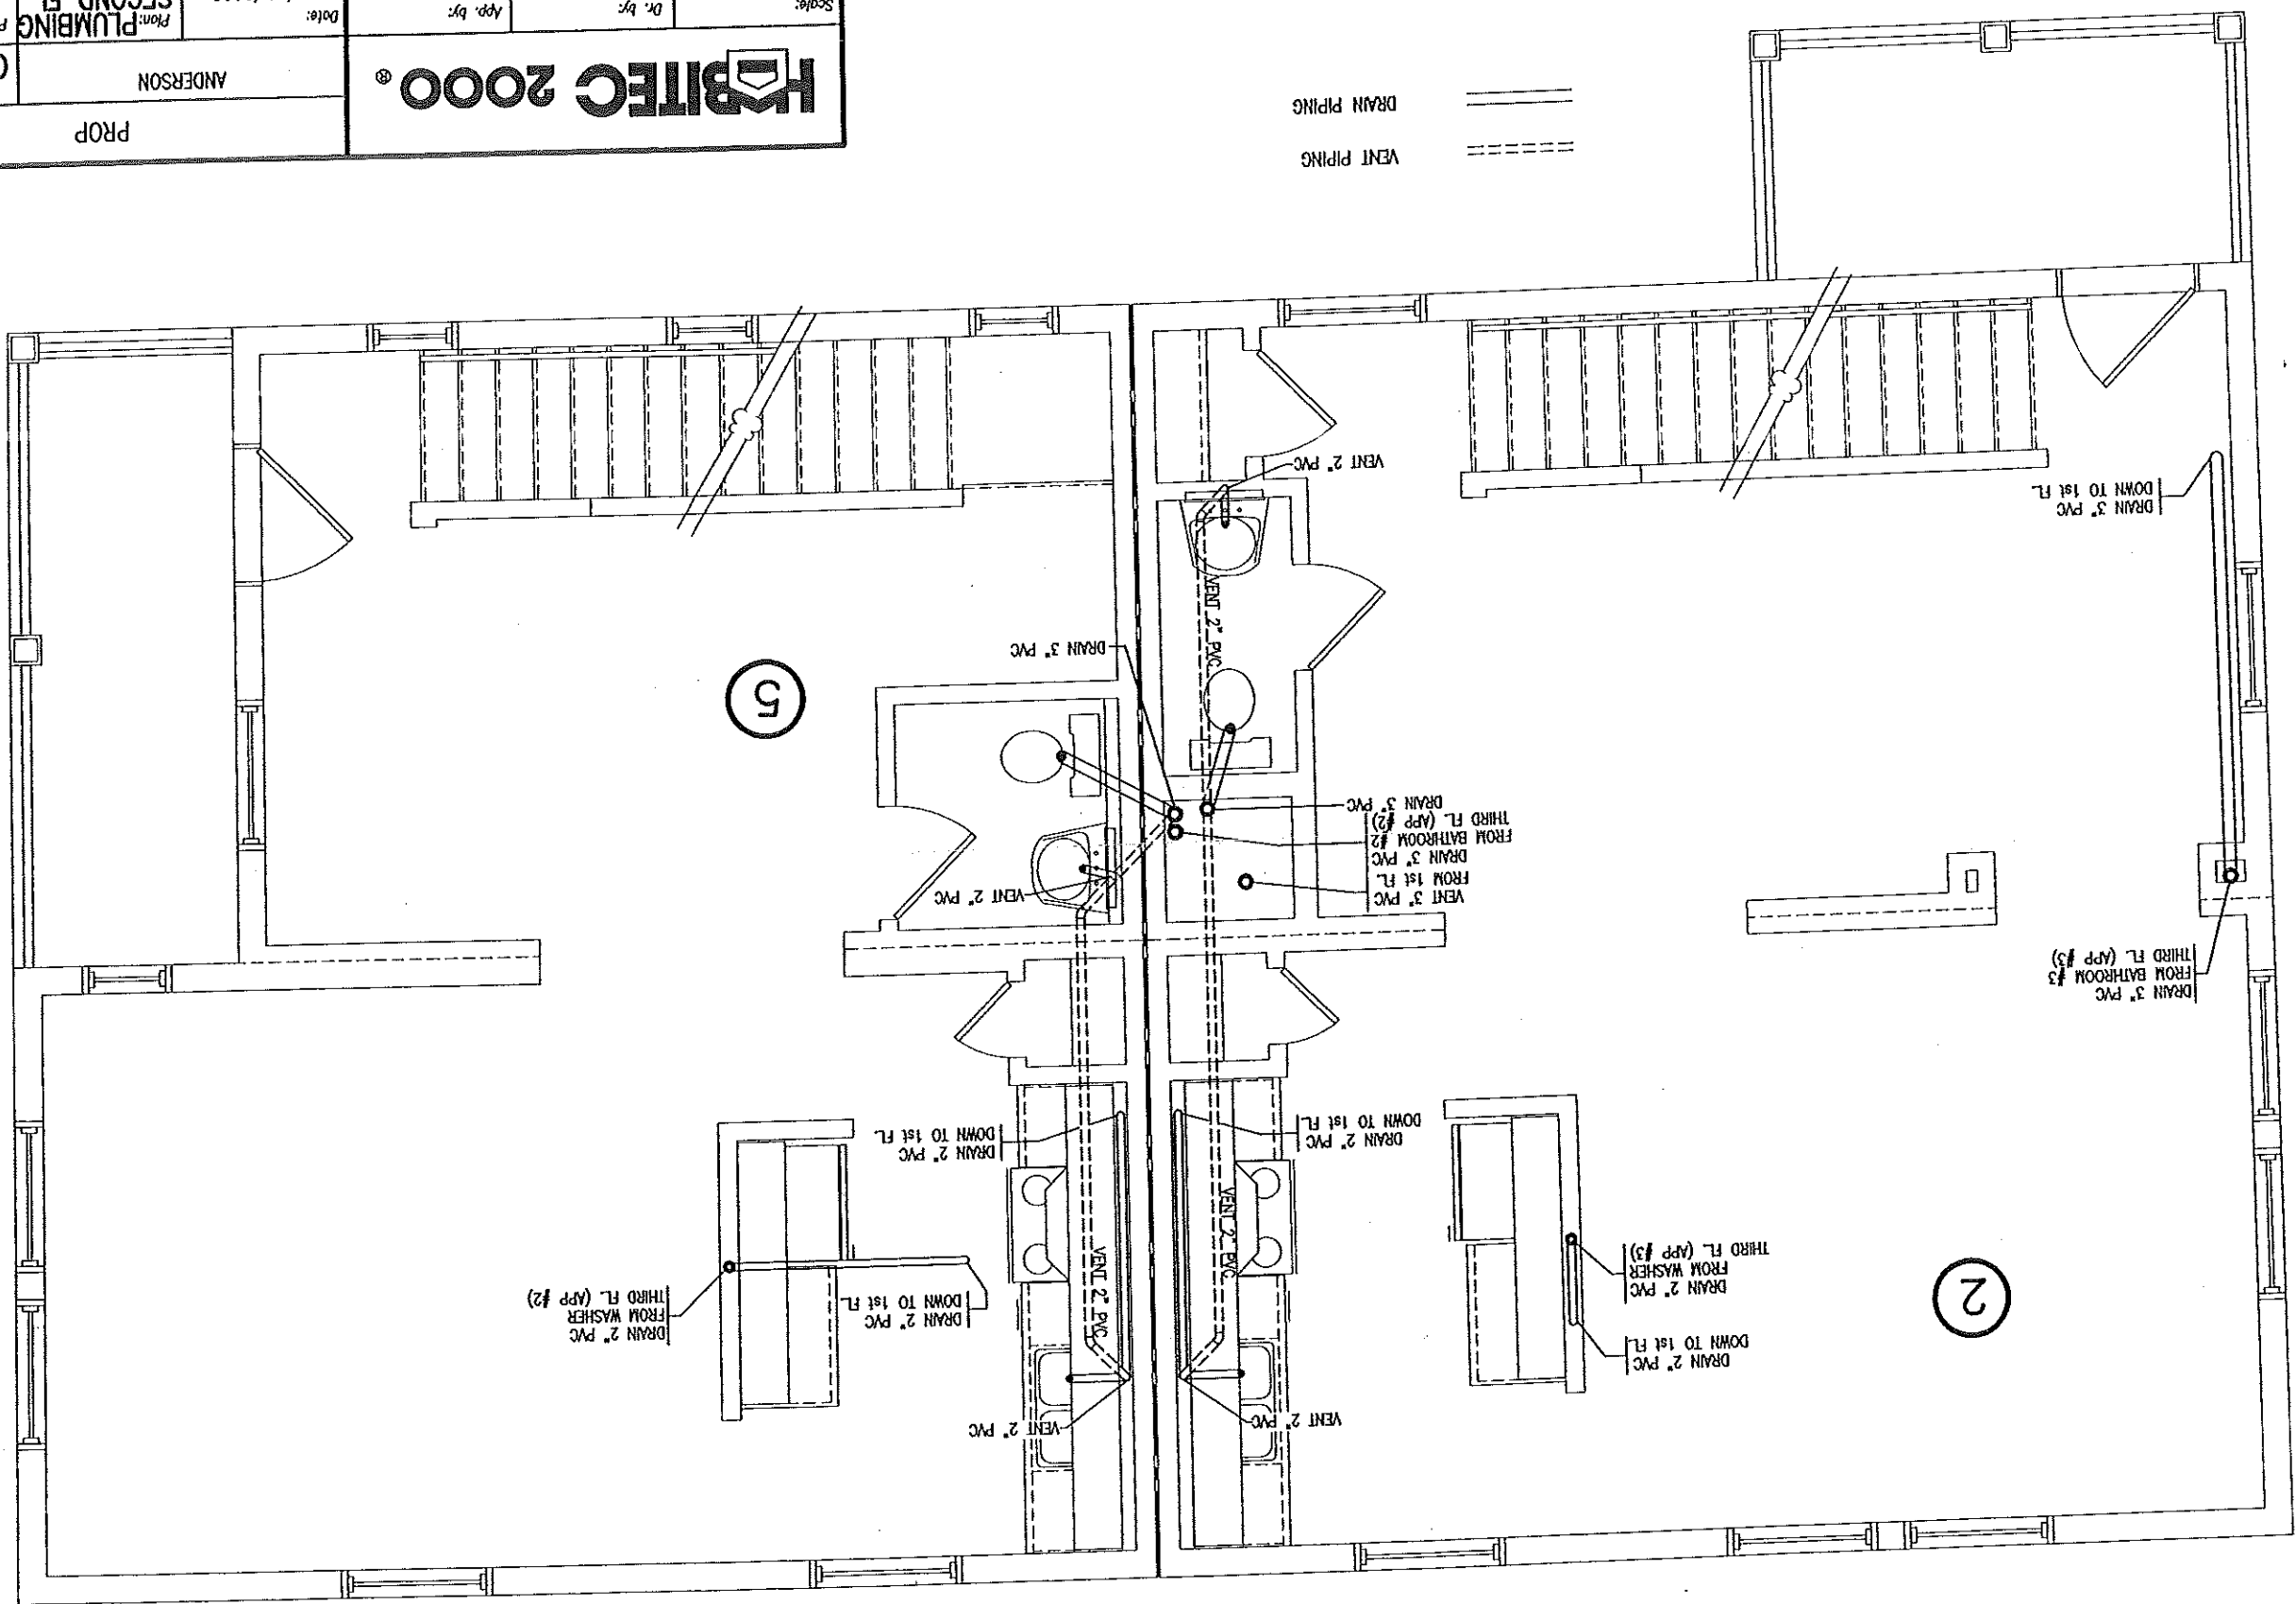 DRAIN 2" PVC
DOWN TO 1st FL.
DRAIN 2" PVC
FROM WASHER
THIRD FL. (APP #3)
2
VENT 2" PVC
VENT 2" PVC
VENT 2" PVC
DRAIN 2" PVC
DOWN TO 1st FL.
VENT 2" PVC
DRAIN 2" PVC
DOWN TO 1st FL
DRAIN 2" PVC
DOWN TO 1st FL
DRAIN 2" PVC
FROM WASHER
THIRD FL. (APP #2)
DRAIN 3" PVC
FROM BATHROOM #3
THIRD FL. (APP #3)
VENT 3" PVC
FROM 1st FL.
DRAIN 3" PVC
FROM BATHROOM #2
THIRD FL. (APP #2)
DRAIN 3" PVC
VENT 2" PVC
DRAIN 3" PVC
5
VENT 2" PVC
DRAIN 3" PVC
DOWN TO 1st FL.
VENT 2" PVC
VENT PIPING
DRAIN PIPING
PROP
HABITEC 2000 ®
ANDERSON
Scale:
Dr. by:
App. by:
Date:
Plan: PLUMBING
SECOND FL